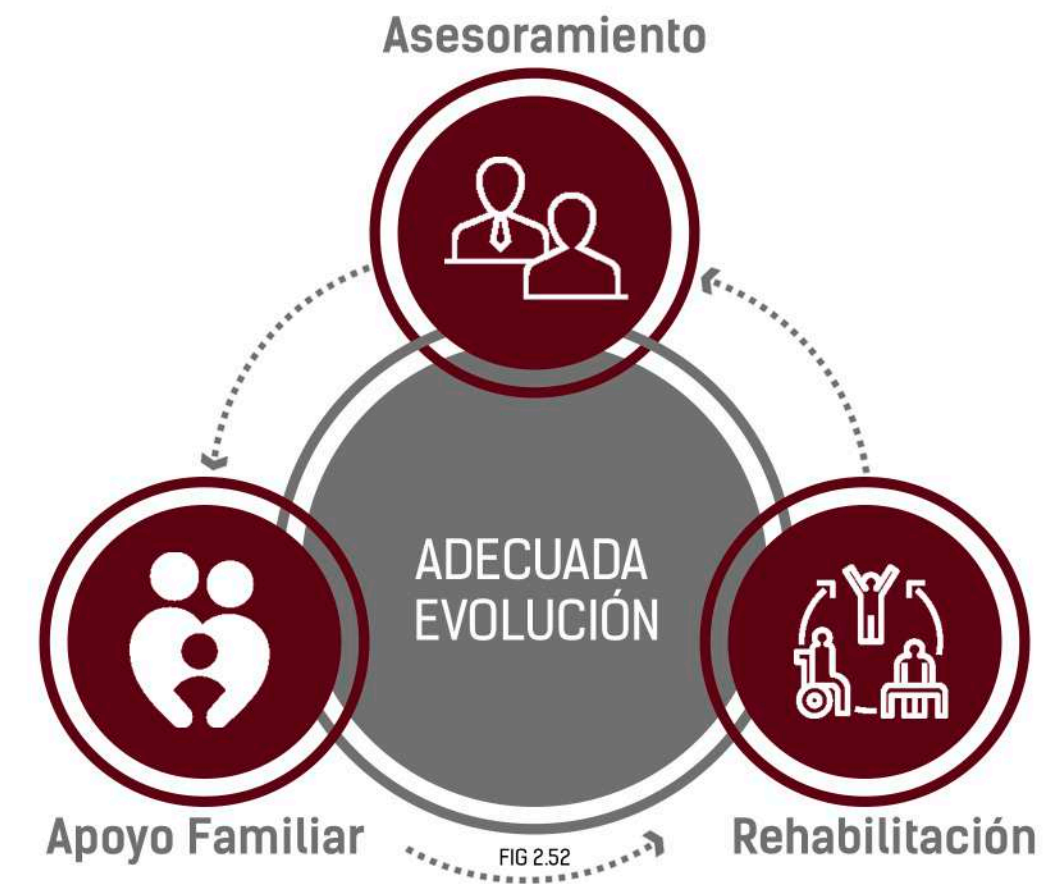 Asesoramiento
ADECUADA
EVOLUCIÓN
Apoyo Familiar
Rehabilitación
FIG 2.52